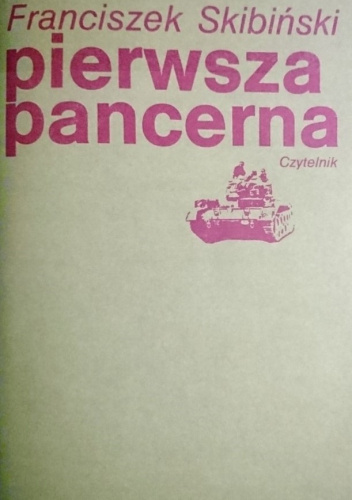 Franciszek Skibiński
pierwsza
pancerna
Czytelnik